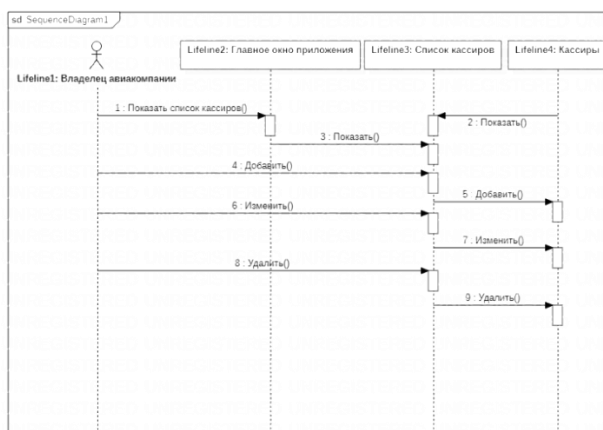 sd SequenceDiagram1
Lifeline2: Главное окно приложения
Lifeline3: Список кассиров
Lifeline4: Кассиры
Lifeline1: Владелец авиакомпании
1 : Показать список кассиров()
2 : Показать()
3 : Показать()
4 : Добавить()
5 : Добавить()
6 : Изменить()
7 : Изменить()
8 : Удалить()
9 : Удалить()